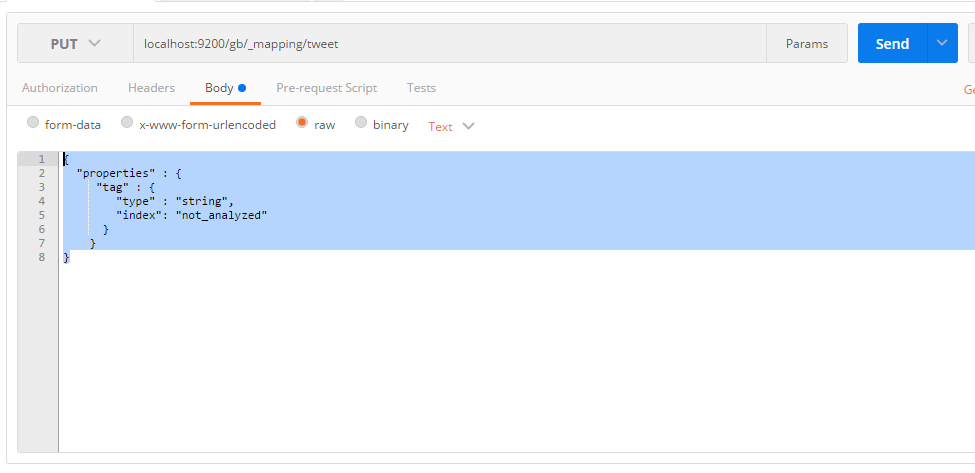 PUT localhost:9200/gb/_mapping/tweet Params Send
Authorization Headers Body Pre-request Script Tests Ge
form-data x-www-form-urlencoded raw binary Text
1 {
2 "properties" : {
3 "tag" : {
4 "type" : "string",
5 "index": "not_analyzed"
6 }
7 }
8 }